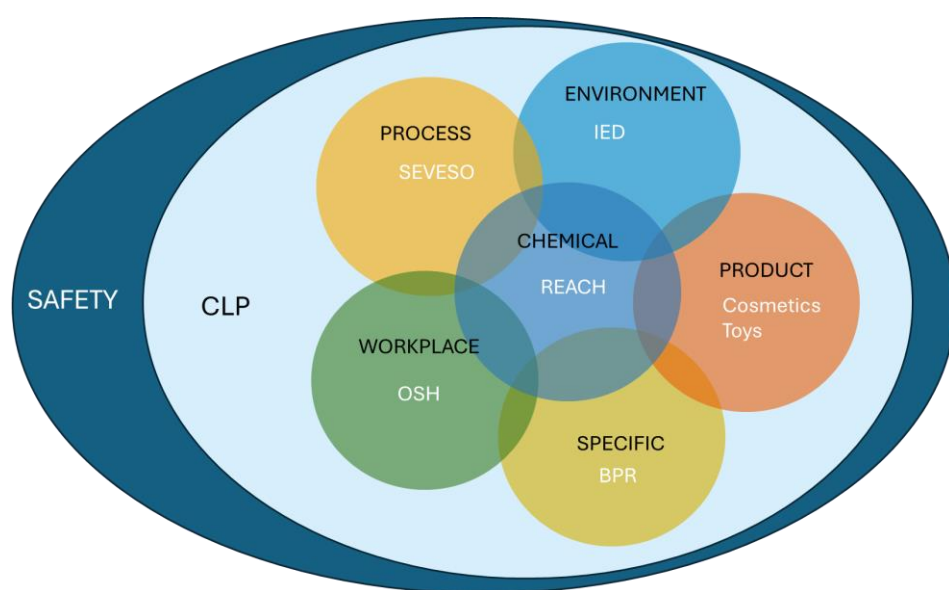 ENVIRONMENT
IED
PROCESS
SEVESO
CHEMICAL
REACH
PRODUCT
Cosmetics
Toys
SAFETY
CLP
WORKPLACE
OSH
SPECIFIC
BPR